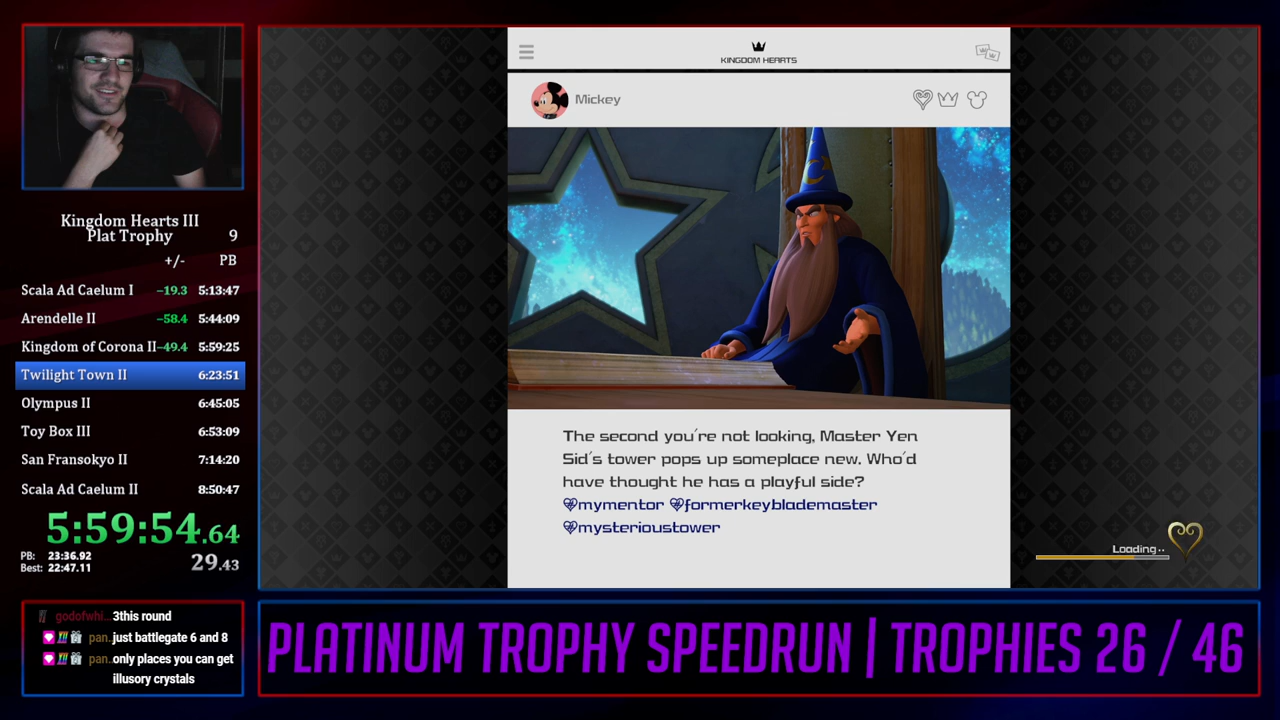 Kingdom Hearts III
Plat Trophy 9
+/- PB
Scala Ad Caelum I -19.3 5:13:47
Arendelle II -58.4 5:44:09
Kingdom of Corona II -49.4 5:59:25
Twilight Town II 6:23:51
Olympus II 6:45:05
Toy Box III 6:53:09
San Fransokyo II 7:14:20
Scala Ad Caelum II 8:50:47
5:59:54.64
PB: 23:36.92
Best: 22:47.11
29.43
godofwhi... 3this round
pan.. just battlegate 6 and 8
pan.. only places you can get
illusory crystals
KINGDOM HEARTS
Mickey
The second you're not looking, Master Yen
Sid's tower pops up someplace new. Who'd
have thought he has a playful side?
mymentor formerkeyblademaster
mysterioustower
Loading..
PLATINUM TROPHY SPEEDRUN | TROPHIES 26 / 46